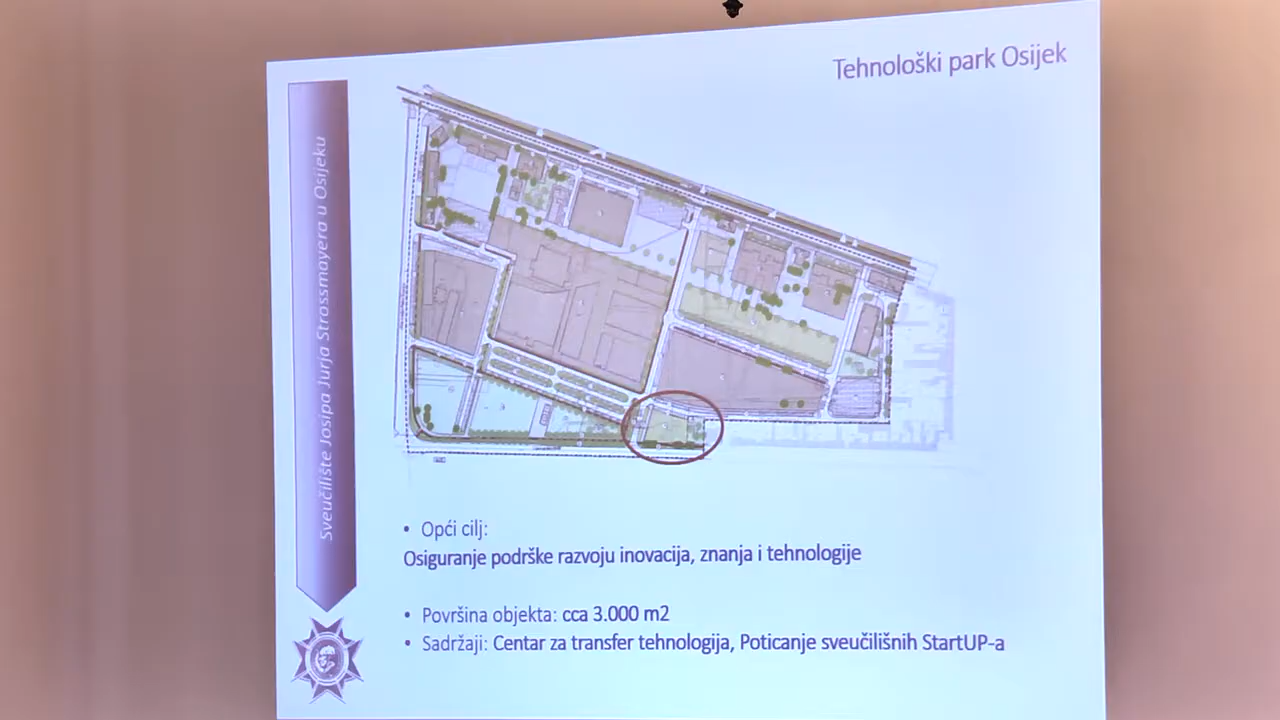 Tehnološki park Osijek
Sveučilište Josipa Jurja Strossmayera u Osijeku
• Opći cilj:
Osiguranje podrške razvoju inovacija, znanja i tehnologije
• Površina objekta: cca 3.000 m2
• Sadržaji: Centar za transfer tehnologija, Poticanje sveučilišnih StartUP-a